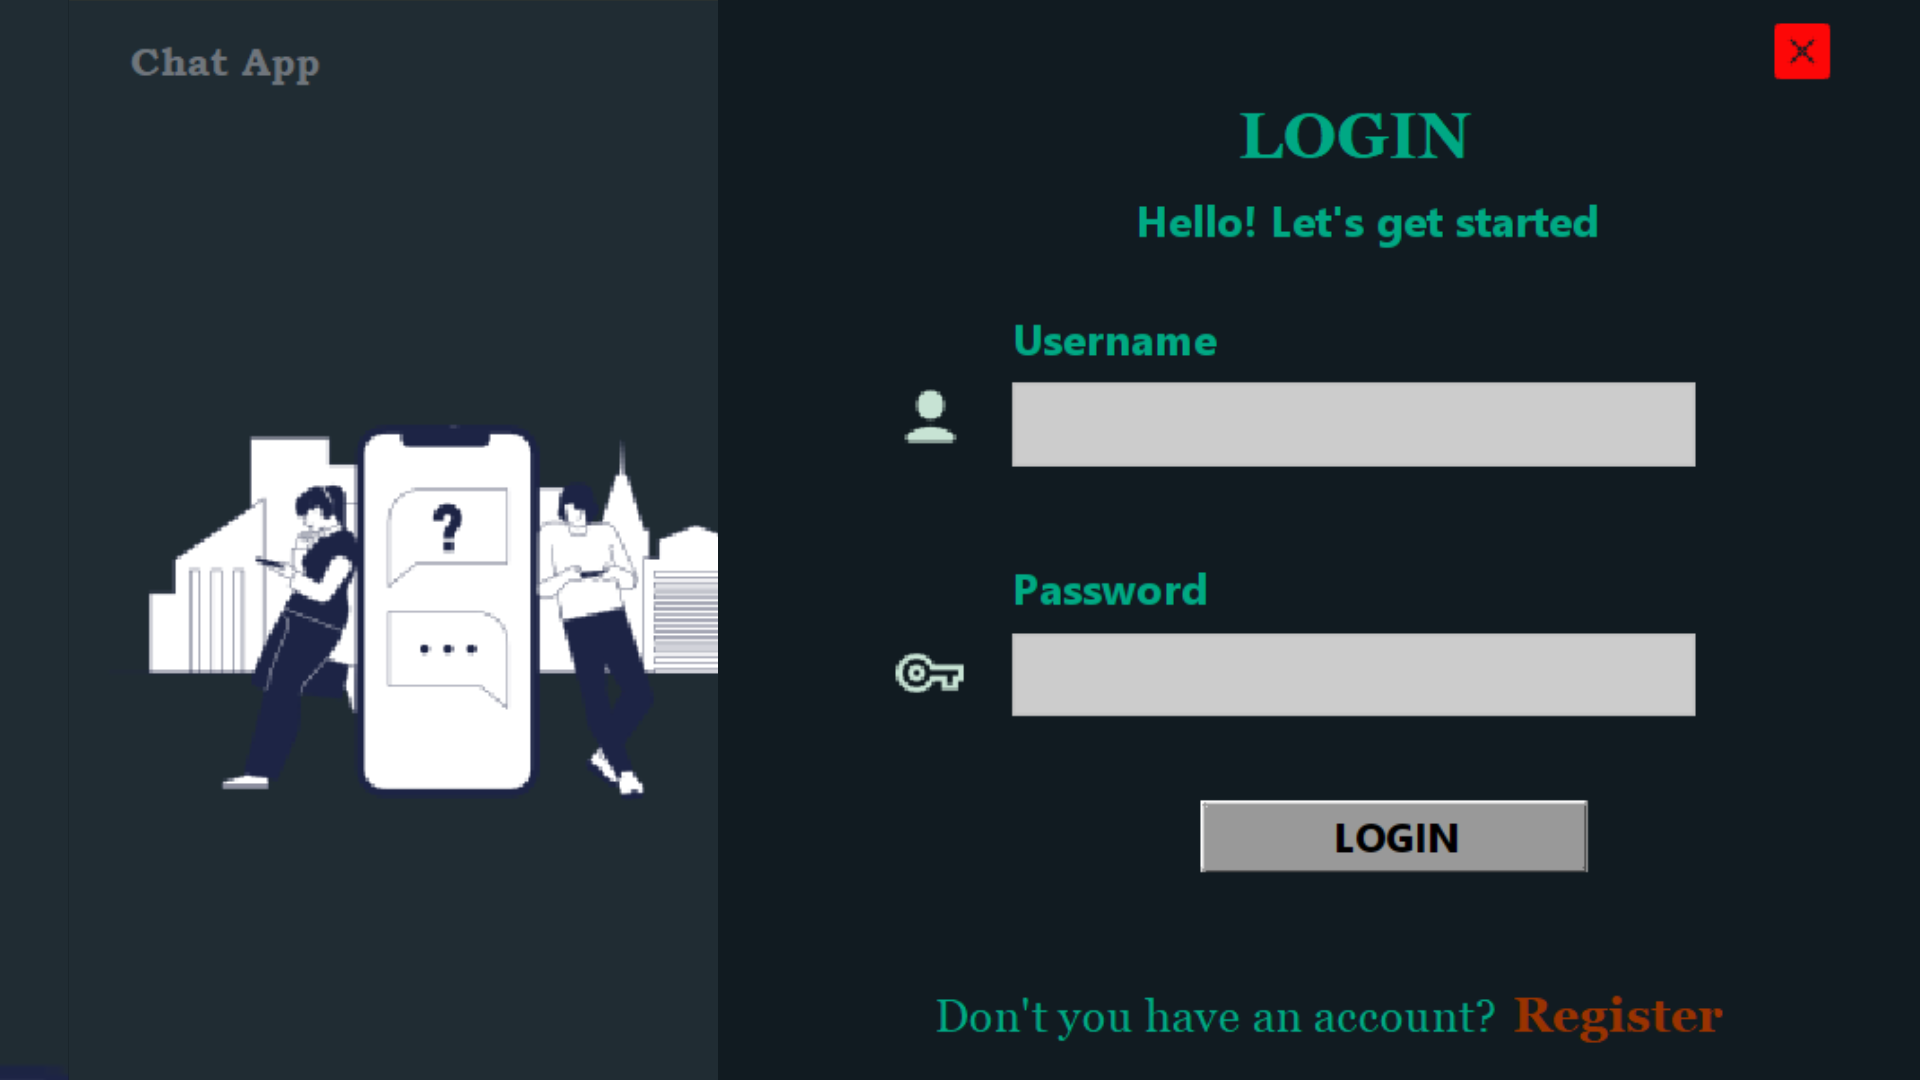 Chat App
LOGIN
Hello! Let's get started
Username
?
...
Password
LOGIN
Don't you have an account? Register